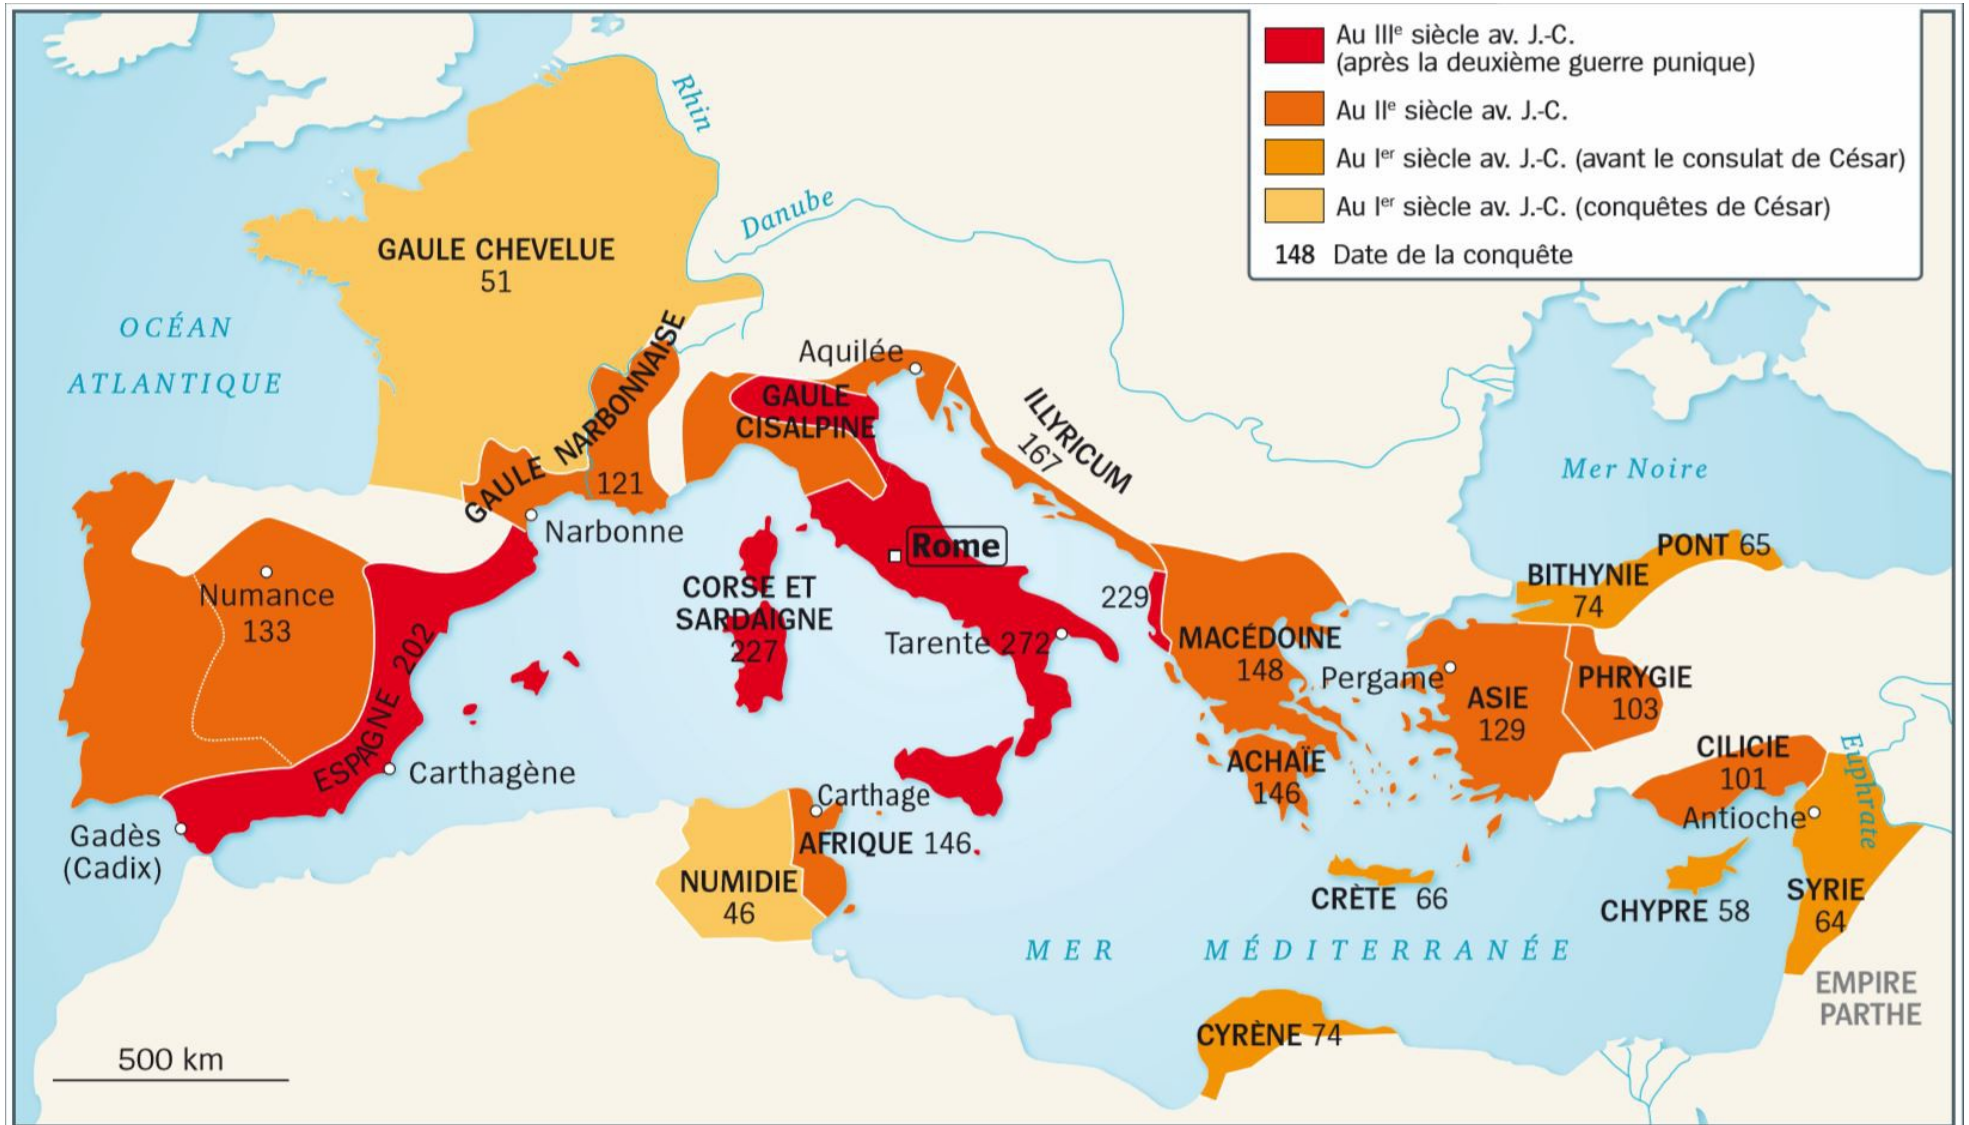 Au IIIe siècle av. J.-C.
(après la deuxième guerre punique)
Au IIe siècle av. J.-C.
Au Ier siècle av. J.-C. (avant le consulat de César)
Au Ier siècle av. J.-C. (conquêtes de César)
148 Date de la conquête
Rhin
Danube
GAULE CHEVELUE
51
OCÉAN
ATLANTIQUE
Aquilée
GAULE
CISALPINE
GAULE NARBONNAISE
121
Narbonne
ILLYRICUM
167
Mer Noire
Numance
133
ESPAGNE 202
Carthagène
Gadès
(Cadix)
CORSE ET
SARDAIGNE
227
Rome
Tarente 272
229
MACÉDOINE
148
ACHAÏE
146
Pergame
ASIE
129
PHRYGIE
103
BITHYNIE
74
PONT 65
CILICIE
101
Antioche
Euphrate
SYRIE
64
CHYPRE 58
CRÈTE 66
Carthage
AFRIQUE 146
NUMIDIE
46
MER MÉDITERRANÉE
CYRÈNE 74
EMPIRE
PARTHE
500 km